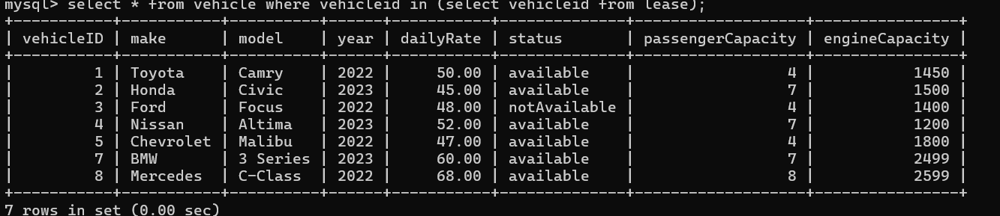 mysql> select * from vehicle where vehicleid in (select vehicleid from lease);
+-----------+-----------+----------+------+-----------+--------------+-------------------+----------------+
| vehicleID | make      | model    | year | dailyRate | status       | passengerCapacity | engineCapacity |
+-----------+-----------+----------+------+-----------+--------------+-------------------+----------------+
|         1 | Toyota    | Camry    | 2022 |     50.00 | available    |                 4 |           1450 |
|         2 | Honda     | Civic    | 2023 |     45.00 | available    |                 7 |           1500 |
|         3 | Ford      | Focus    | 2022 |     48.00 | notAvailable |                 4 |           1400 |
|         4 | Nissan    | Altima   | 2023 |     52.00 | available    |                 7 |           1200 |
|         5 | Chevrolet | Malibu   | 2022 |     47.00 | available    |                 4 |           1800 |
|         7 | BMW       | 3 Series | 2023 |     60.00 | available    |                 7 |           2499 |
|         8 | Mercedes  | C-Class  | 2022 |     68.00 | available    |                 8 |           2599 |
+-----------+-----------+----------+------+-----------+--------------+-------------------+----------------+
7 rows in set (0.00 sec)